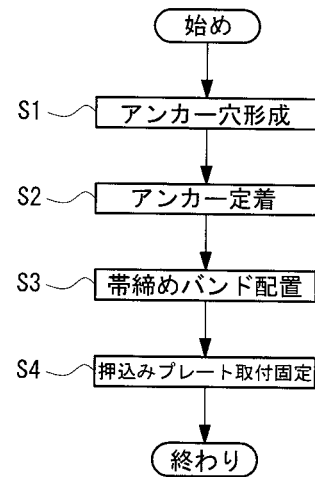 始め
S1 アンカー穴形成
S2 アンカー定着
S3 帯締めバンド配置
S4 押込みプレート取付固定
終わり